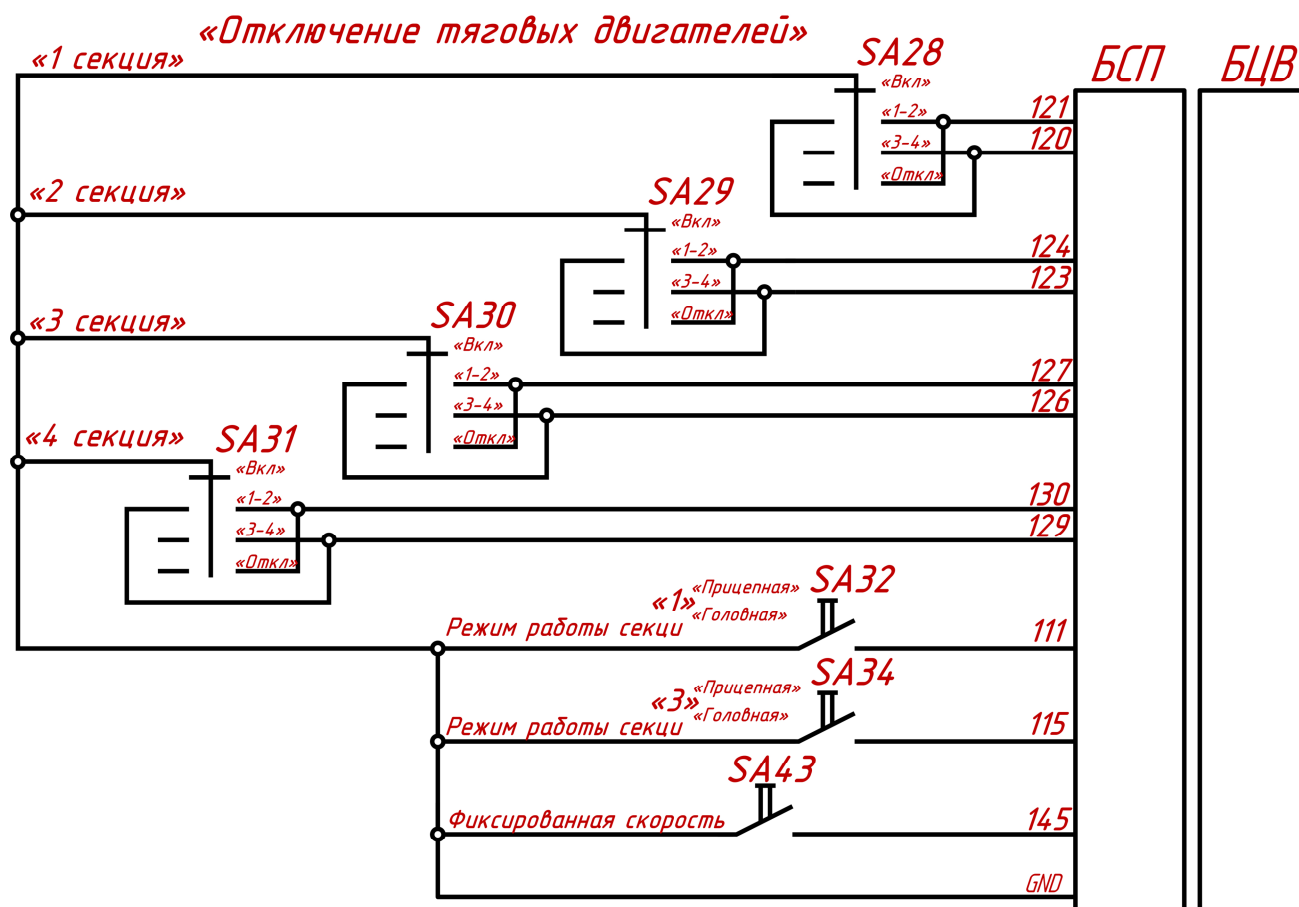 «Отключение тяговых двигателей»
«1 секция»
SA28
БСП
БЦВ
«Вкл»
«1-2»
121
«3-4»
120
«Откл»
«2 секция»
SA29
«Вкл»
«1-2»
124
«3-4»
123
«Откл»
«3 секция»
SA30
«Вкл»
«1-2»
127
«3-4»
126
«Откл»
«4 секция»
SA31
«Вкл»
«1-2»
130
«3-4»
129
«Откл»
Режим работы секци «1»
«Прицепная»
«Головная»
SA32
111
Режим работы секци «3»
«Прицепная»
«Головная»
SA34
115
SA43
Фиксированная скорость
145
GND